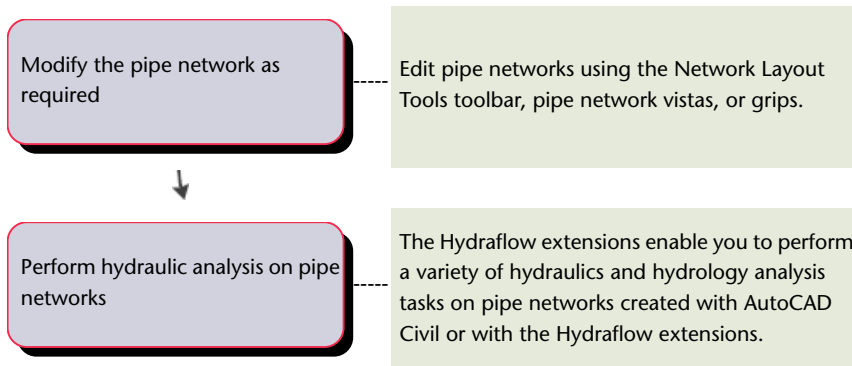 Modify the pipe network as
required
Edit pipe networks using the Network Layout
Tools toolbar, pipe network vistas, or grips.
Perform hydraulic analysis on pipe
networks
The Hydraflow extensions enable you to perform
a variety of hydraulics and hydrology analysis
tasks on pipe networks created with AutoCAD
Civil or with the Hydraflow extensions.